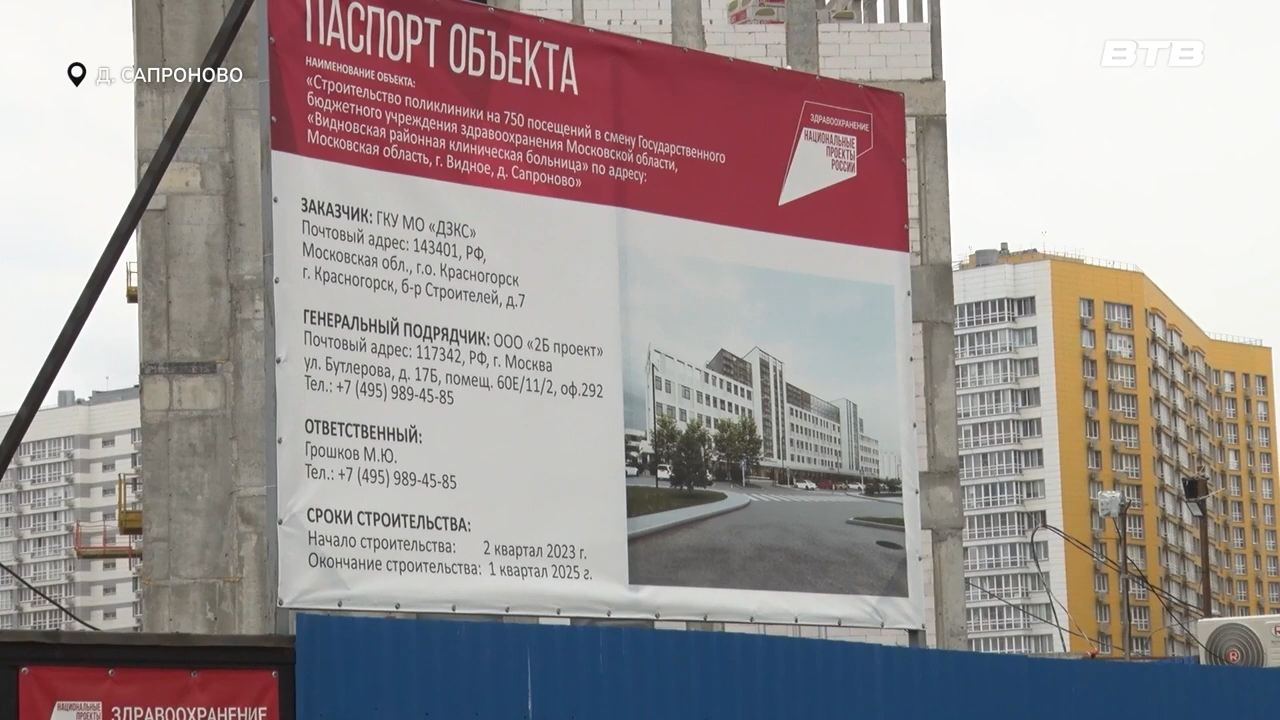 Д. САПРОНОВО
ВТВ
ПАСПОРТ ОБЪЕКТА
НАИМЕНОВАНИЕ ОБЪЕКТА:
«Строительство поликлиники на 750 посещений в смену Государственного
бюджетного учреждения здравоохранения Московской области,
«Видновская районная клиническая больница» по адресу:
Московская область, г. Видное, д. Сапроново»
ЗДРАВООХРАНЕНИЕ
НАЦИОНАЛЬНЫЕ
ПРОЕКТЫ
РОССИИ
ЗАКАЗЧИК: ГКУ МО «ДЗКС»
Почтовый адрес: 143401, РФ,
Московская обл., г.о. Красногорск
г. Красногорск, б-р Строителей, д.7
ГЕНЕРАЛЬНЫЙ ПОДРЯДЧИК: ООО «2Б проект»
Почтовый адрес: 117342, РФ, г. Москва
ул. Бутлерова, д. 17Б, помещ. 60Е/11/2, оф.292
Тел.: +7 (495) 989-45-85
ОТВЕТСТВЕННЫЙ:
Грошков М.Ю.
Тел.: +7 (495) 989-45-85
СРОКИ СТРОИТЕЛЬСТВА:
Начало строительства: 2 квартал 2023 г.
Окончание строительства: 1 квартал 2025 г.
НАЦИОНАЛЬНЫЕ
ПРОЕКТЫ
ЗДРАВООХРАНЕНИЕ
R